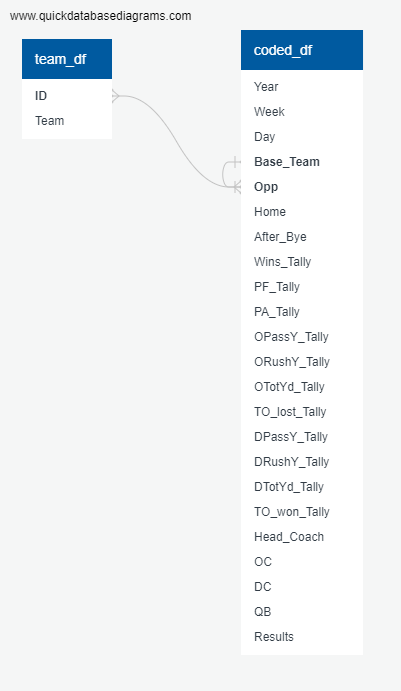 www.quickdatabasediagrams.com
team_df
ID
Team
coded_df
Year
Week
Day
Base_Team
Opp
Home
After_Bye
Wins_Tally
PF_Tally
PA_Tally
OPassY_Tally
ORushY_Tally
OTotYd_Tally
TO_lost_Tally
DPassY_Tally
DRushY_Tally
DTotYd_Tally
TO_won_Tally
Head_Coach
OC
DC
QB
Results